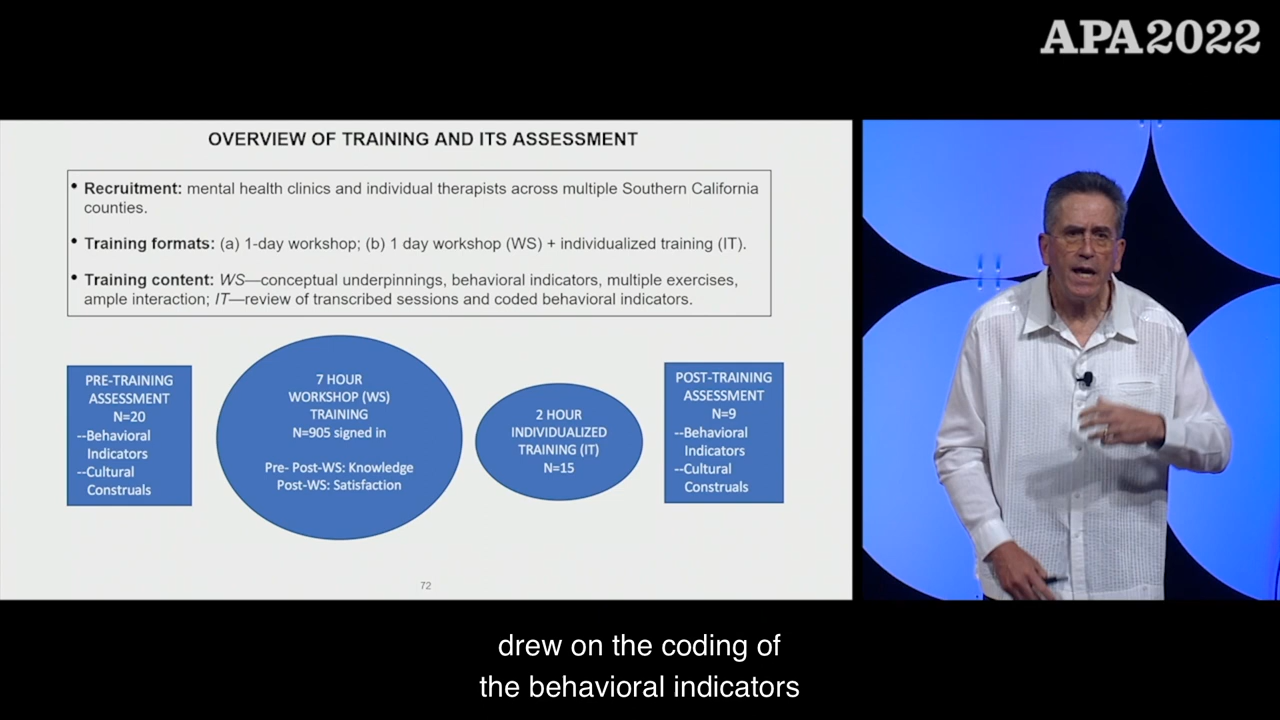 APA2022
OVERVIEW OF TRAINING AND ITS ASSESSMENT
• Recruitment: mental health clinics and individual therapists across multiple Southern California
counties.
• Training formats: (a) 1-day workshop; (b) 1 day workshop (WS) + individualized training (IT).
• Training content: WS—conceptual underpinnings, behavioral indicators, multiple exercises,
ample interaction; IT—review of transcribed sessions and coded behavioral indicators.
PRE-TRAINING
ASSESSMENT
N=20
--Behavioral
Indicators
--Cultural
Construals
7 HOUR
WORKSHOP (WS)
TRAINING
N=905 signed in
Pre- Post-WS: Knowledge
Post-WS: Satisfaction
2 HOUR
INDIVIDUALIZED
TRAINING (IT)
N=15
POST-TRAINING
ASSESSMENT
N=9
--Behavioral
Indicators
--Cultural
Construals
72
drew on the coding of
the behavioral indicators